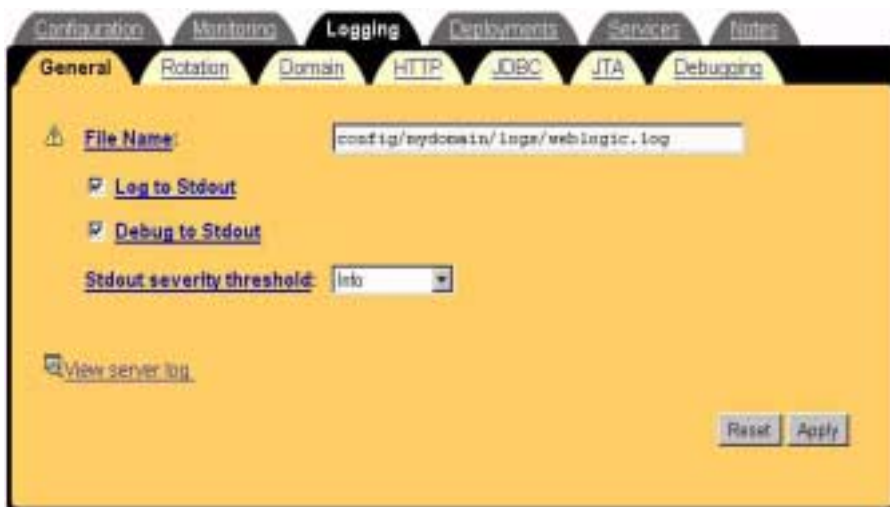 Configuration Monitoring Logging Deployments Services Notes
General Rotation Domain HTTP JDBC JTA Debugging
File Name: config/mydomain/logs/weblogic.log
Log to Stdout
Debug to Stdout
Stdout severity threshold: Info
View server log
Reset Apply